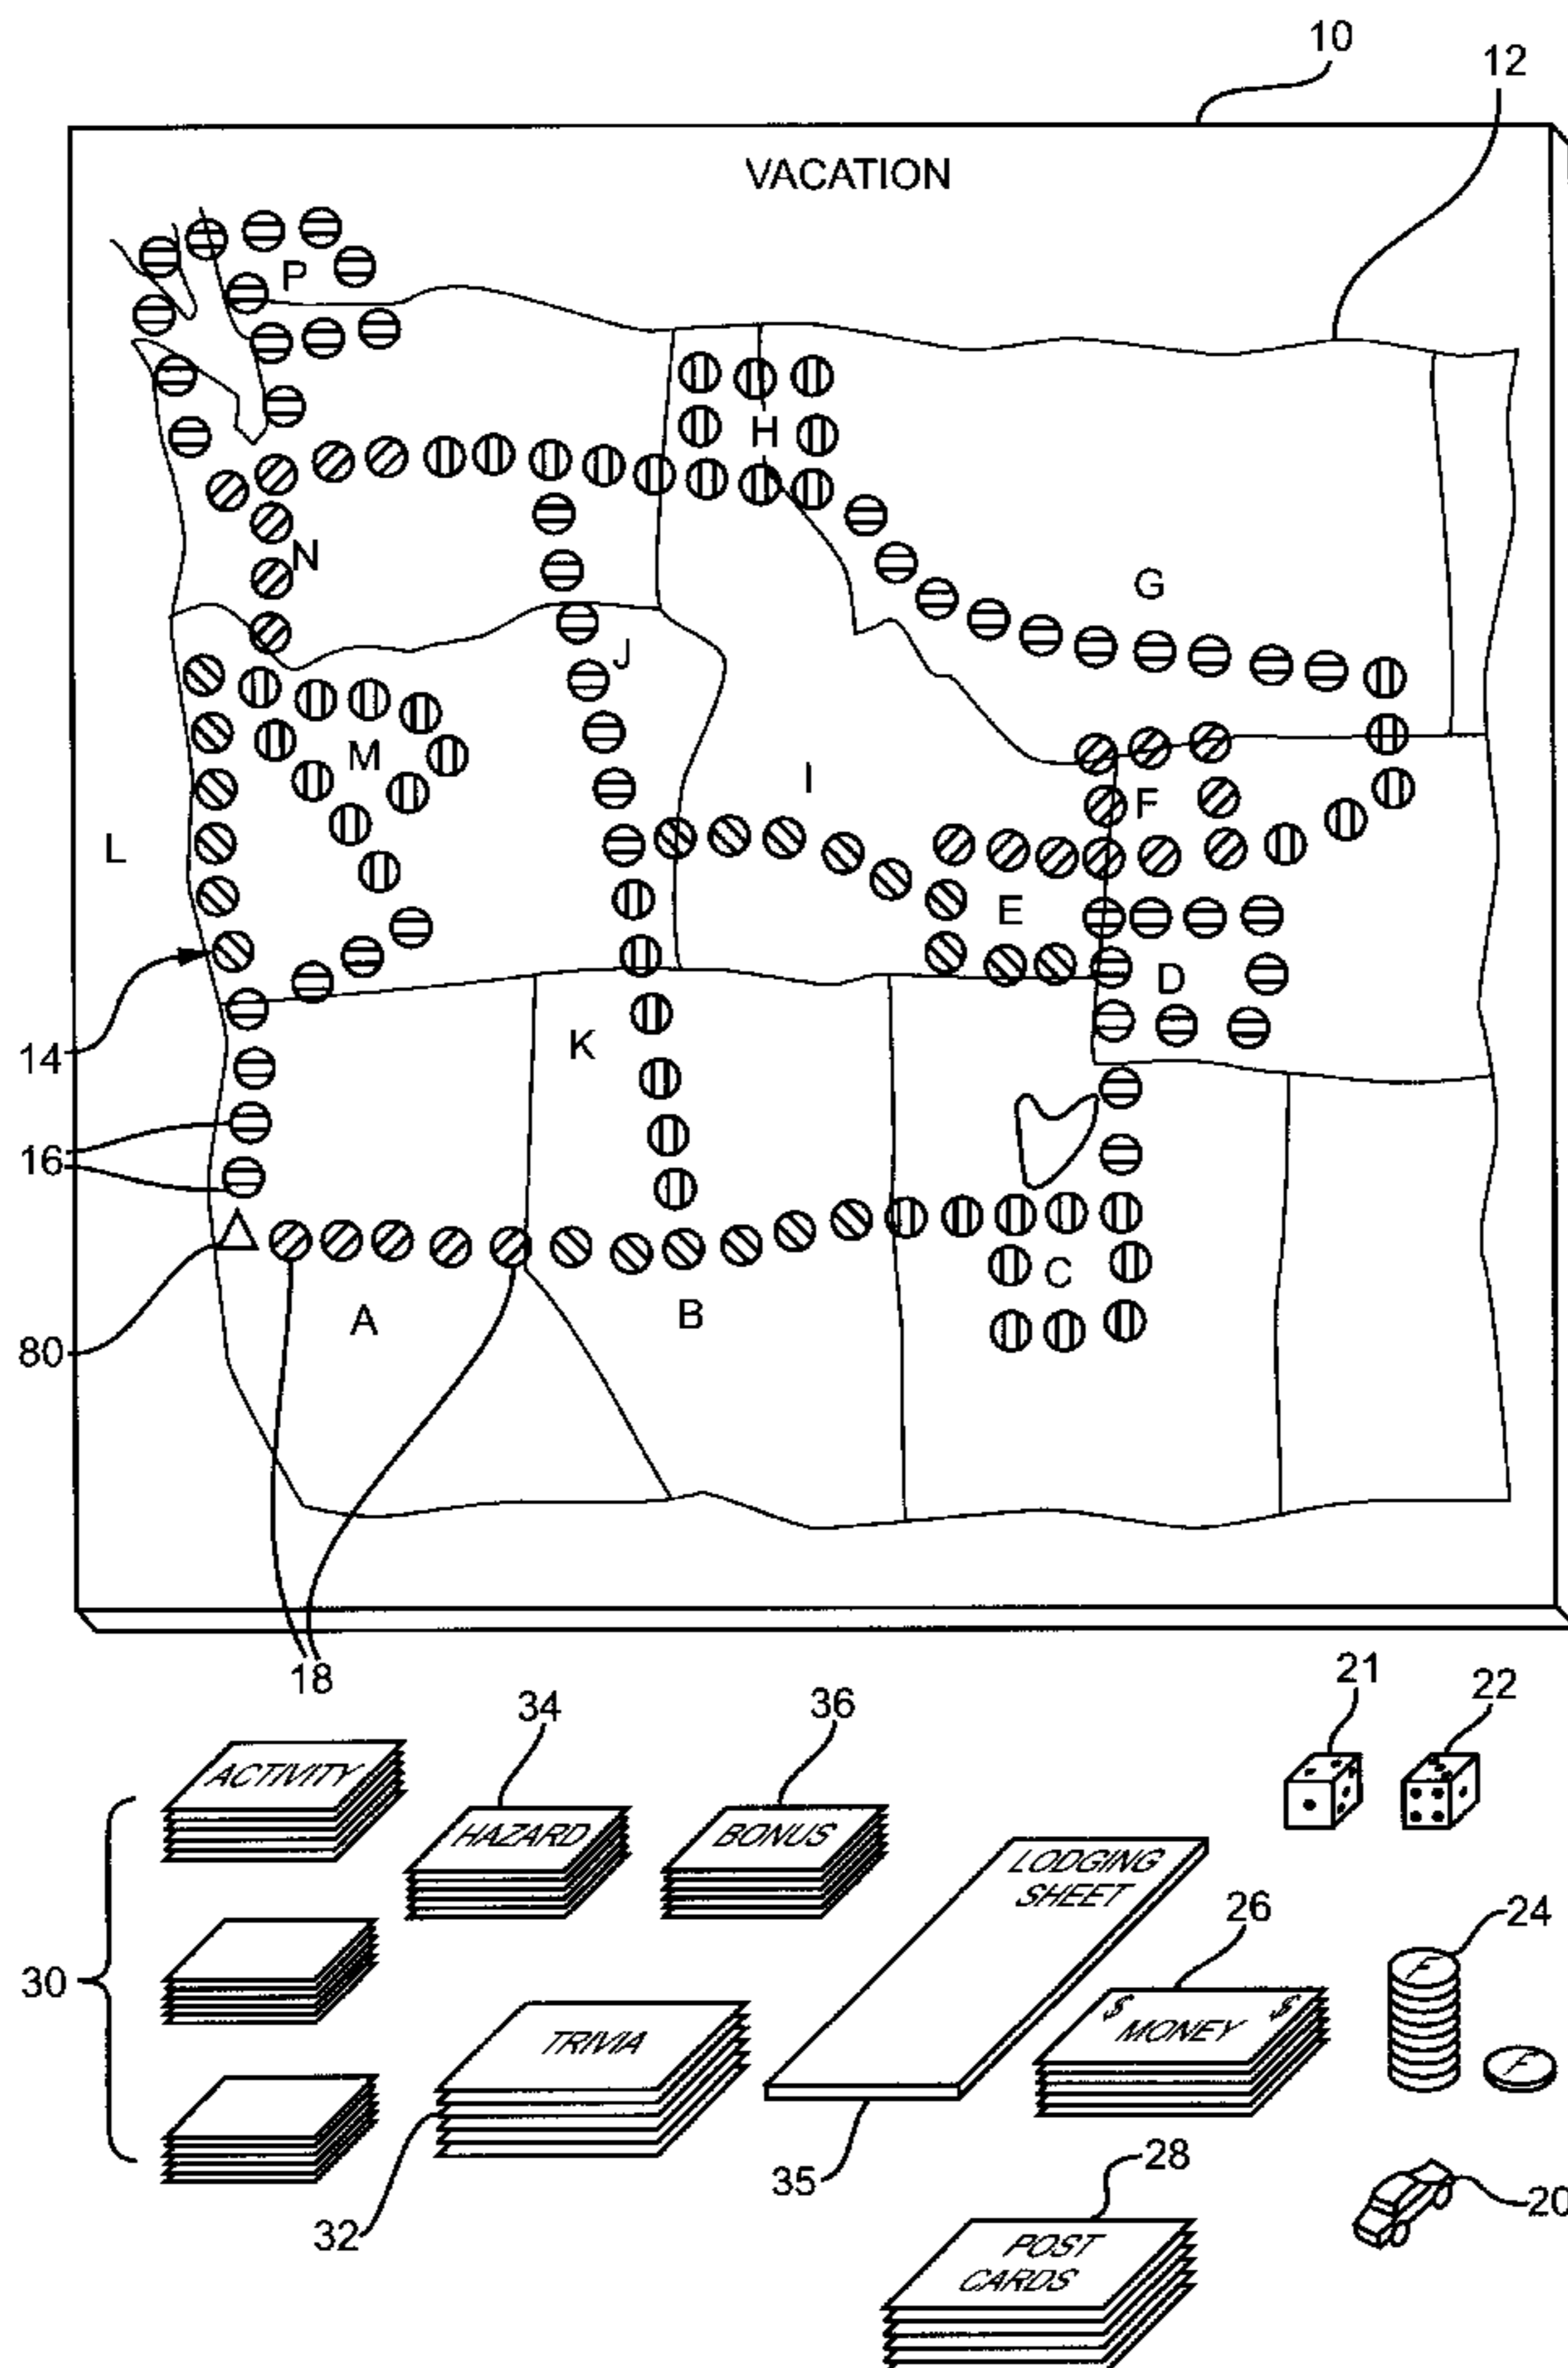 10
12
VACATION
P
H
N
G
J
M
I
F
L
E
D
14
K
16
C
A
B
80
18
21
22
34
36
ACTIVITY
HAZARD
BONUS
LODGING
SHEET
26
24
F
30
$ $
MONEY
TRIVIA
F
35
28
20
32
POST
CARDS